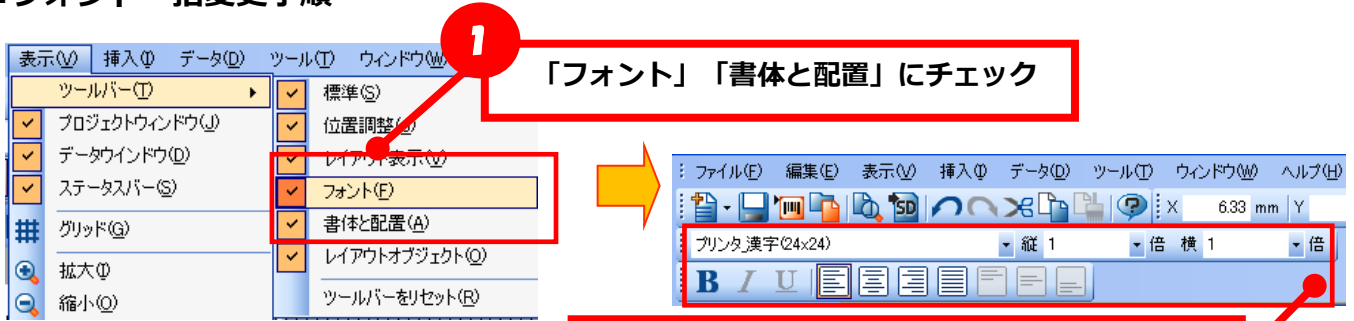 フォント一括変更手順
表示(V) 挿入(I) データ(D) ツール(T) ウィンドウ(W)
1
「フォント」「書体と配置」にチェック
ツールバー(T)
プロジェクトウィンドウ(J)
データウインドウ(D)
ステータスバー(S)
グリッド(G)
拡大(I)
縮小(O)
標準(S)
位置調整
レイアウト表示(V)
フォント(F)
書体と配置(A)
レイアウトオブジェクト(O)
ツールバーをリセット(R)
ファイル(F) 編集(E) 表示(V) 挿入(I) データ(D) ツール(T) ウィンドウ(W) ヘルプ(H)
SD X 6.33 mm Y
プリンタ_漢字(24x24) 縦 1 倍 横 1 倍
B I U